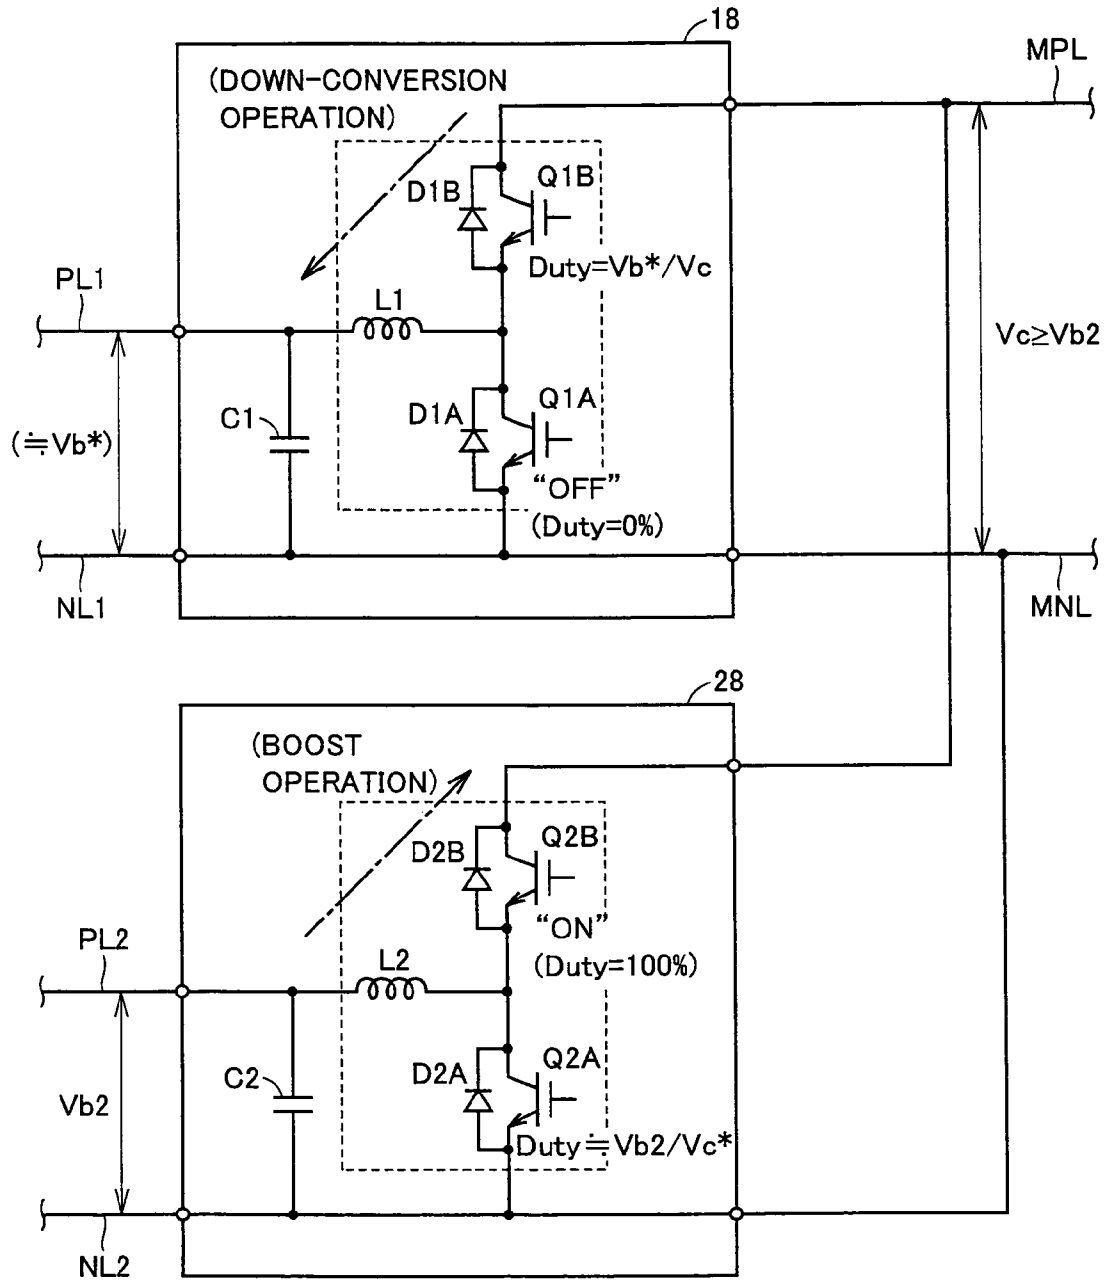 18
MPL
(DOWN-CONVERSION
OPERATION)
D1B
Q1B
Duty=Vb*/Vc
PL1
L1
Vc≥Vb2
C1
D1A
Q1A
(≒Vb*)
“OFF”
(Duty=0%)
NL1
MNL
28
(BOOST
OPERATION)
D2B
Q2B
“ON”
PL2
L2
(Duty=100%)
C2
D2A
Q2A
Vb2
Duty≒Vb2/Vc*
NL2